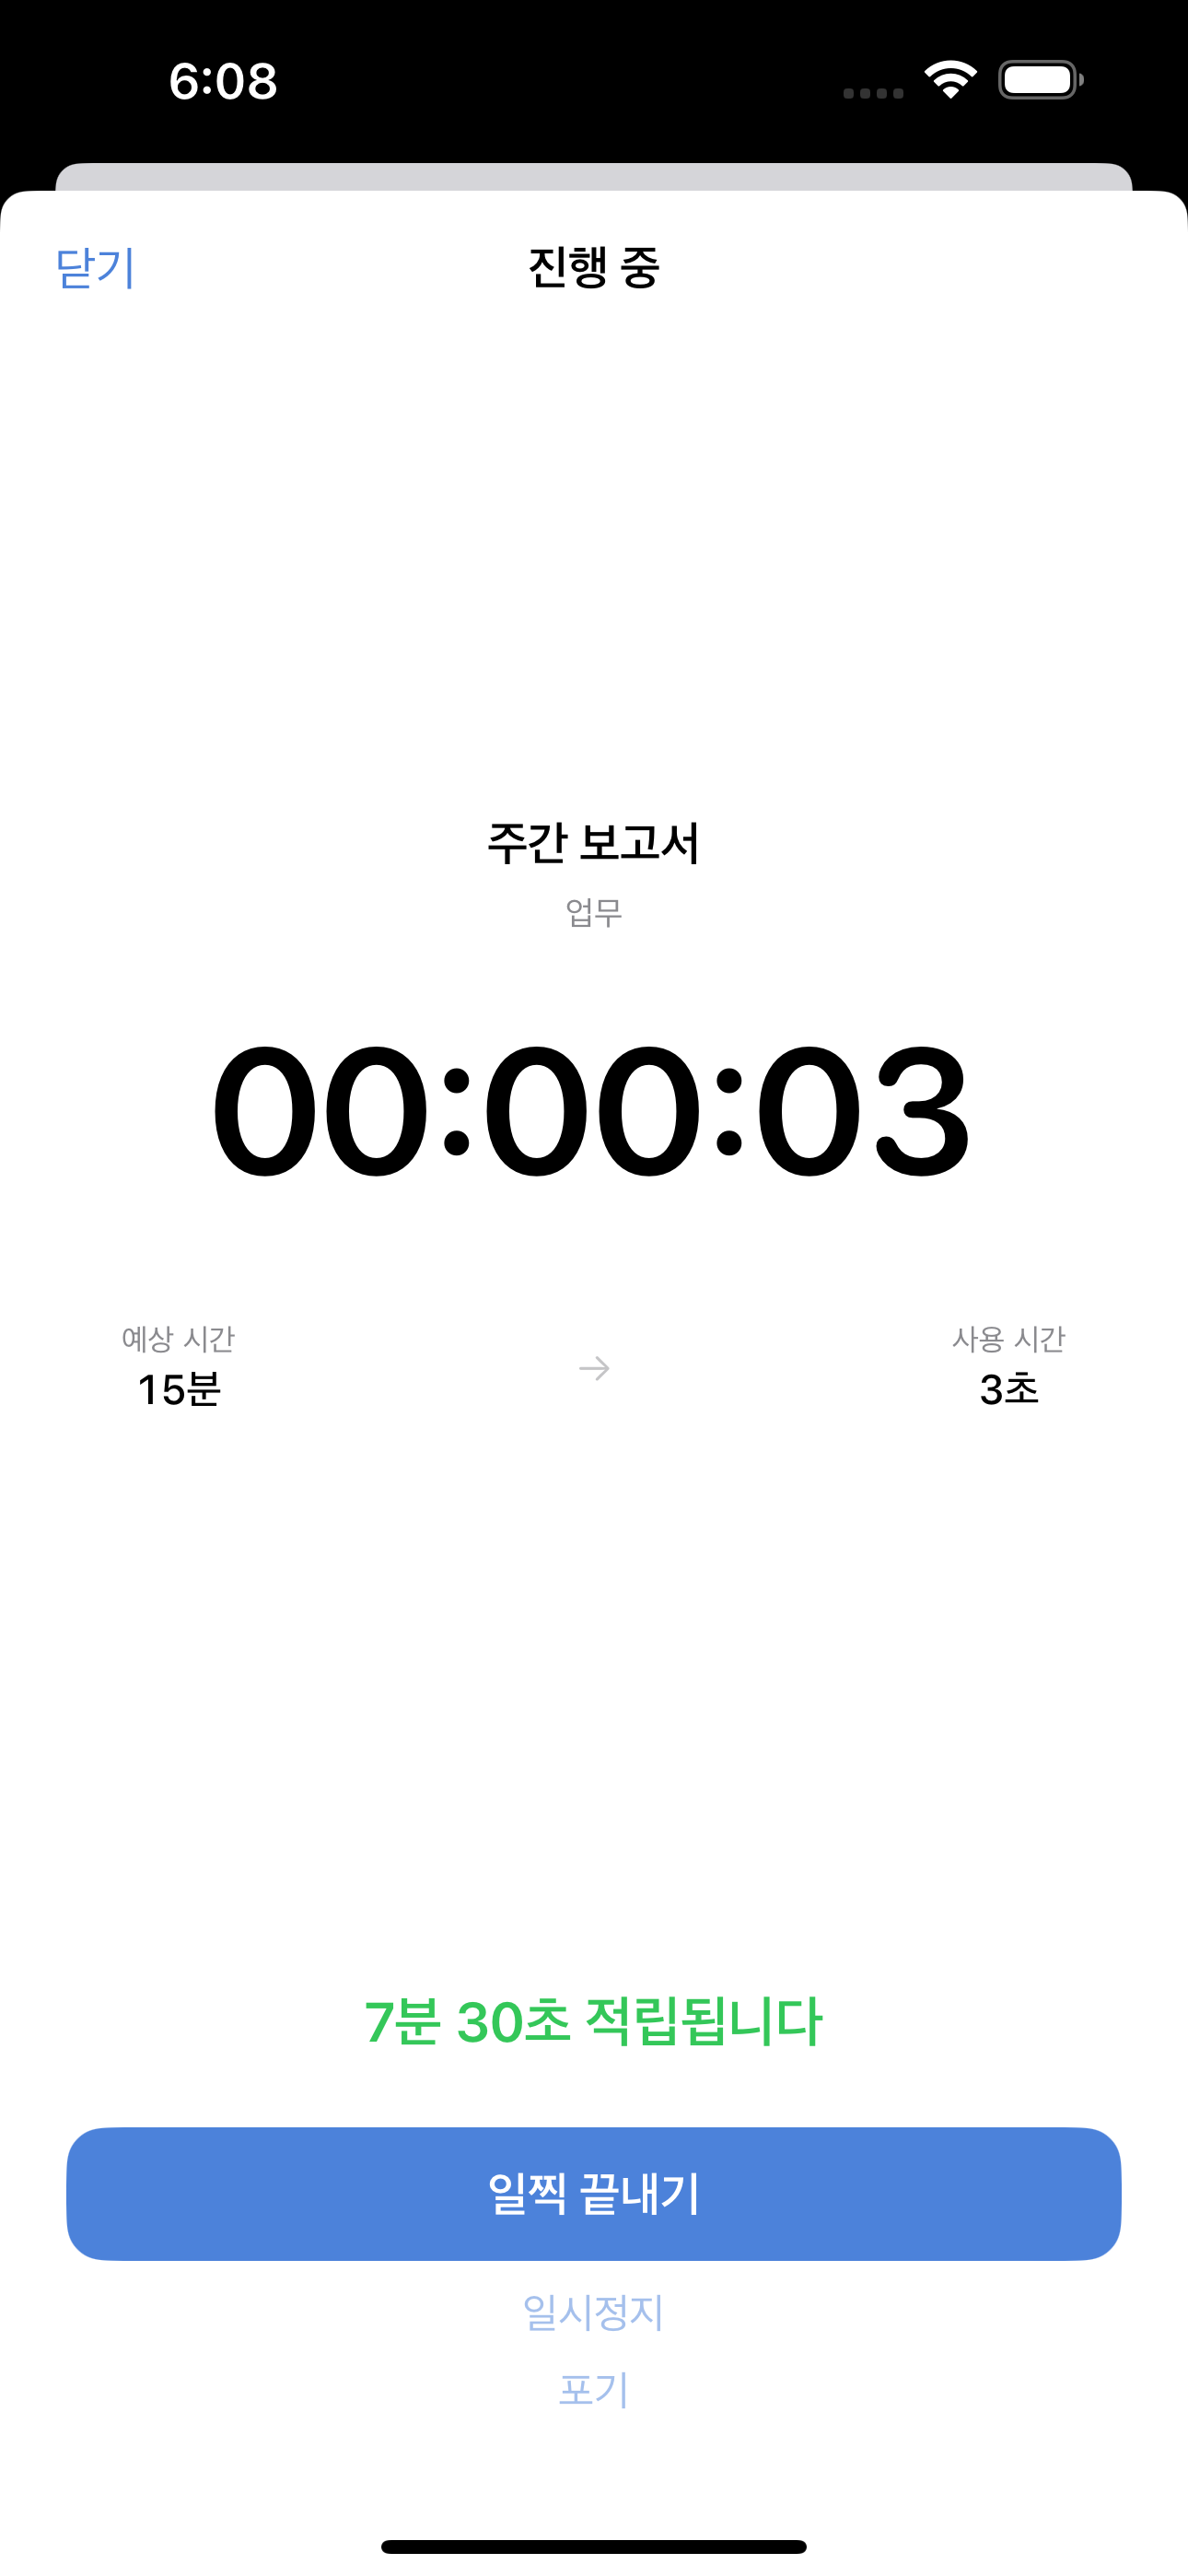 6:08
닫기
진행 중
주간 보고서
업무
00:00:03
예상 시간
15분
→
사용 시간
3초
7분 30초 적립됩니다
일찍 끝내기
일시정지
포기